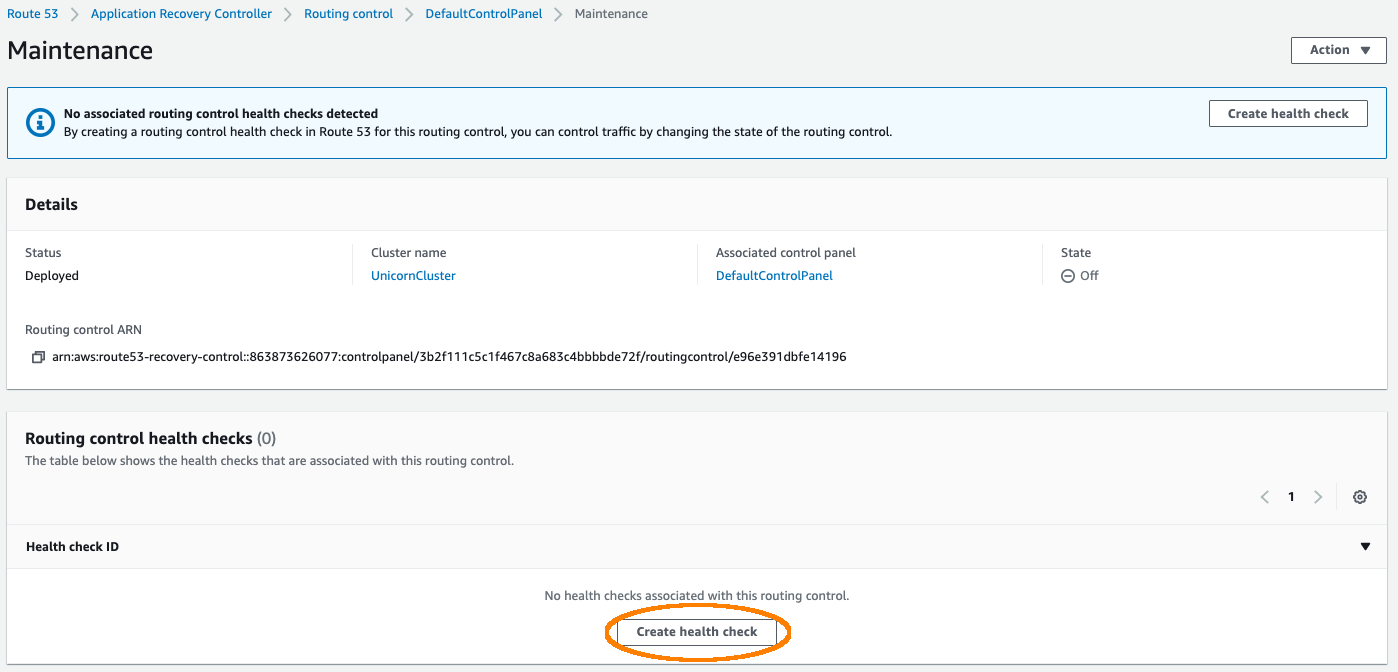 Route 53 Application Recovery Controller Routing control DefaultControlPanel Maintenance
Maintenance
Action
No associated routing control health checks detected
By creating a routing control health check in Route 53 for this routing control, you can control traffic by changing the state of the routing control.
Create health check
Details
Status
Deployed
Cluster name
UnicornCluster
Associated control panel
DefaultControlPanel
State
Off
Routing control ARN
arn:aws:route53-recovery-control::863873626077:controlpanel/3b2f111c5c1f467c8a683c4bbbbde72f/routingcontrol/e96e391dbfe14196
Routing control health checks (0)
The table below shows the health checks that are associated with this routing control.
1
Health check ID
No health checks associated with this routing control.
Create health check